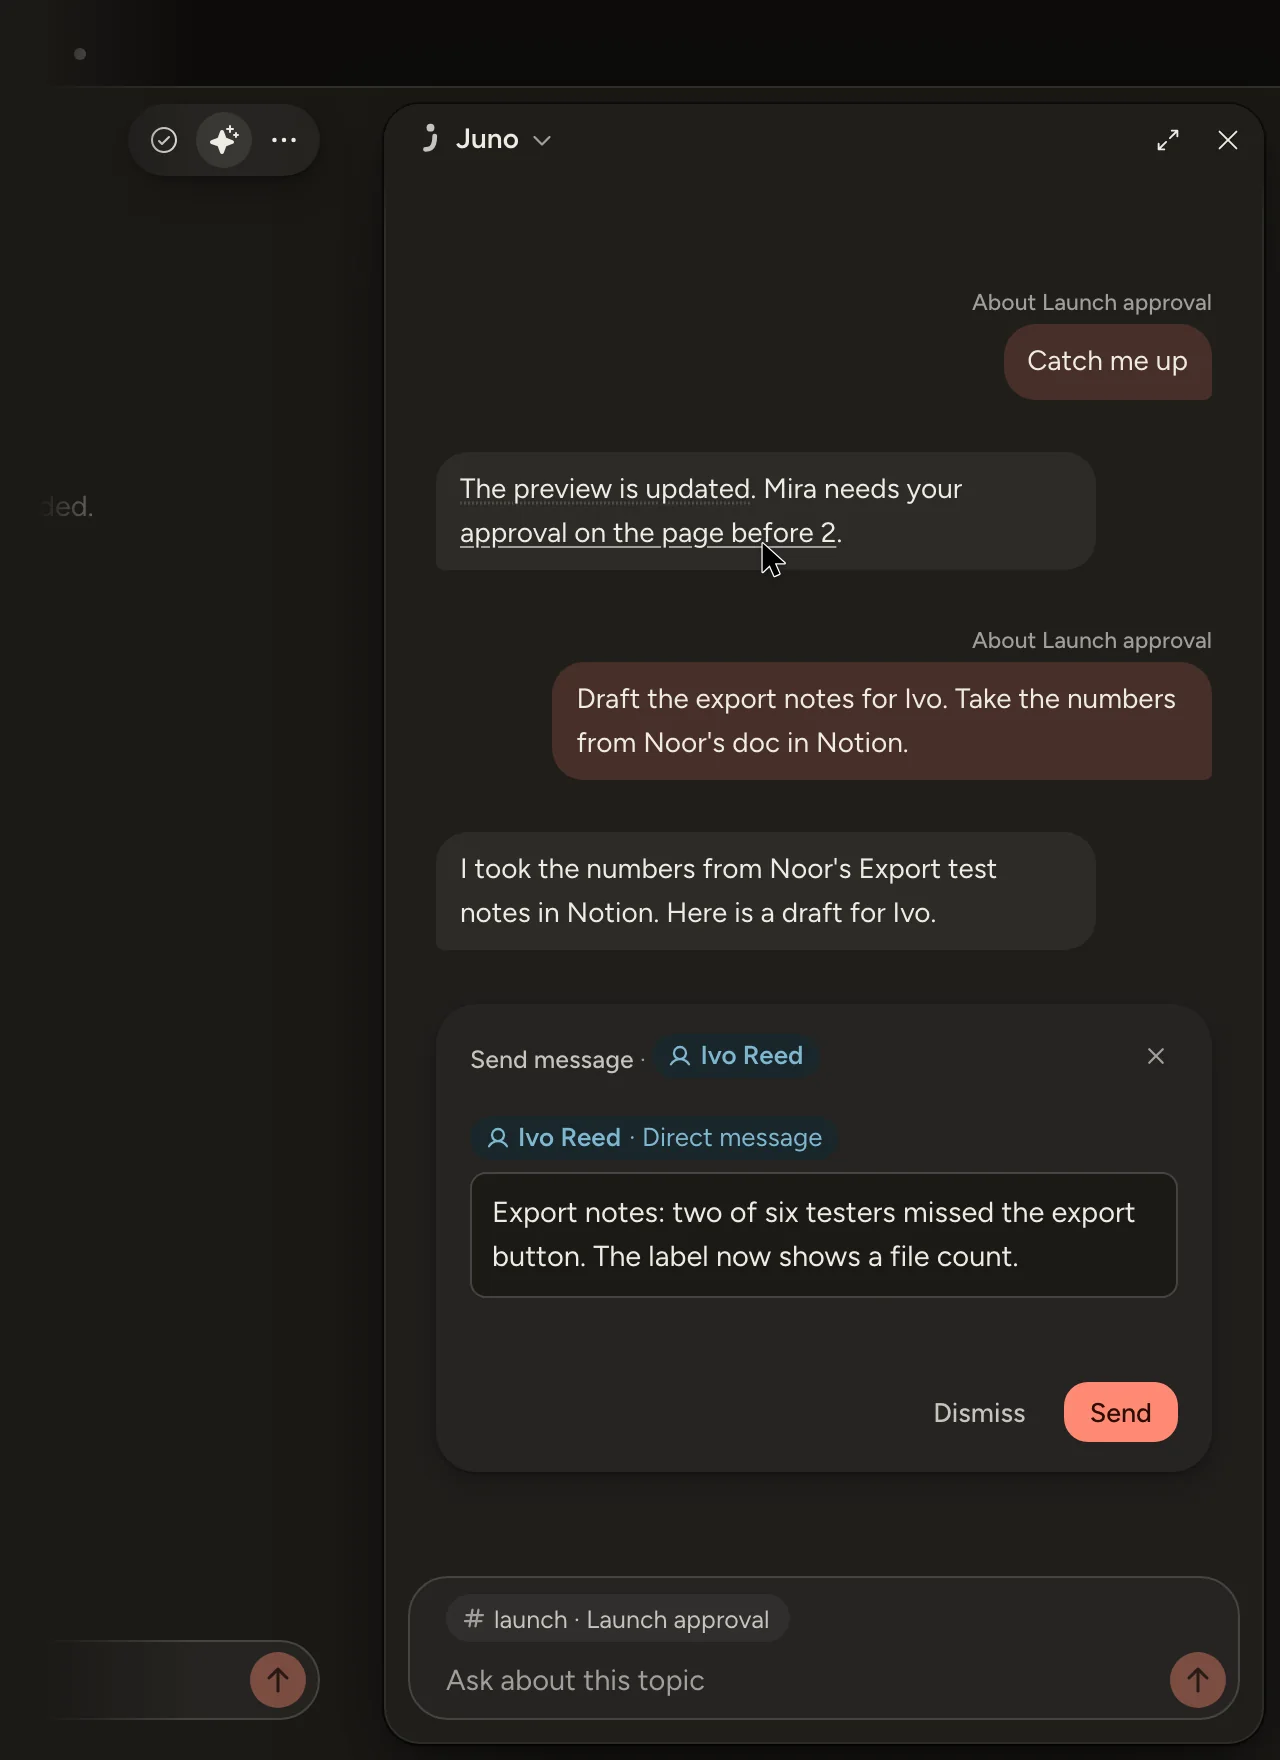 Juno
About Launch approval
Catch me up
The preview is updated. Mira needs your
approval on the page before 2.
About Launch approval
Draft the export notes for Ivo. Take the numbers
from Noor's doc in Notion.
I took the numbers from Noor's Export test
notes in Notion. Here is a draft for Ivo.
Send message · Ivo Reed
Ivo Reed · Direct message
Export notes: two of six testers missed the export
button. The label now shows a file count.
Dismiss
Send
# launch · Launch approval
Ask about this topic